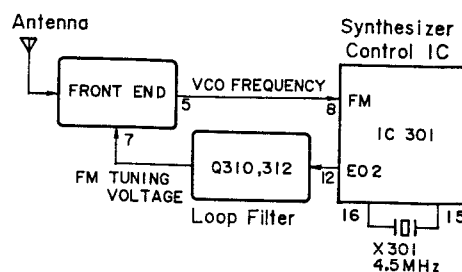 Antenna
Synthesizer
Control IC
FRONT END
VCO FREQUENCY
5
8
FM
IC 301
7
FM TUNING
VOLTAGE
Q310,312
12
EO2
Loop Filter
16
15
X301
4.5MHz